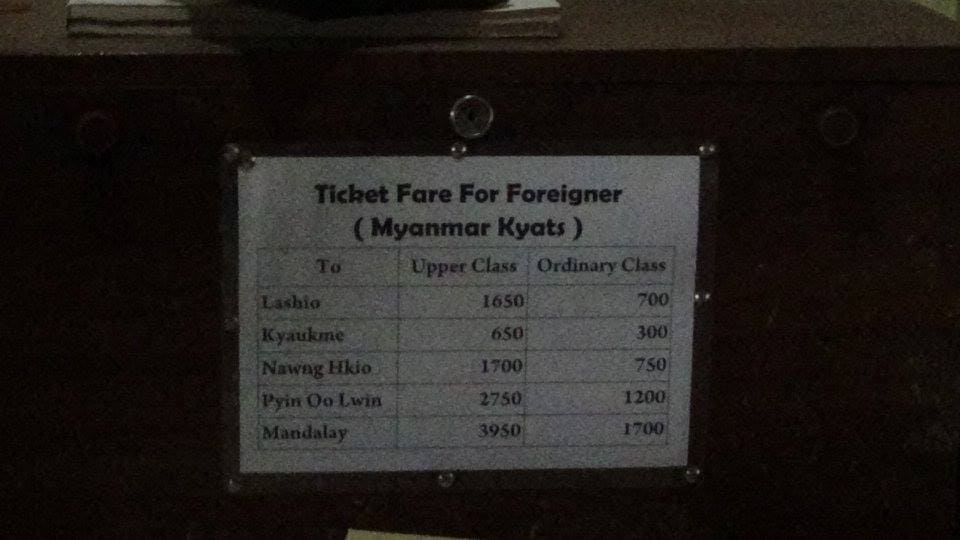 Ticket Fare For Foreigner
( Myanmar Kyats )
To Upper Class Ordinary Class
Lashio 1650 700
Kyaukme 650 300
Nawng Hkio 1700 750
Pyin Oo Lwin 2750 1200
Mandalay 3950 1700